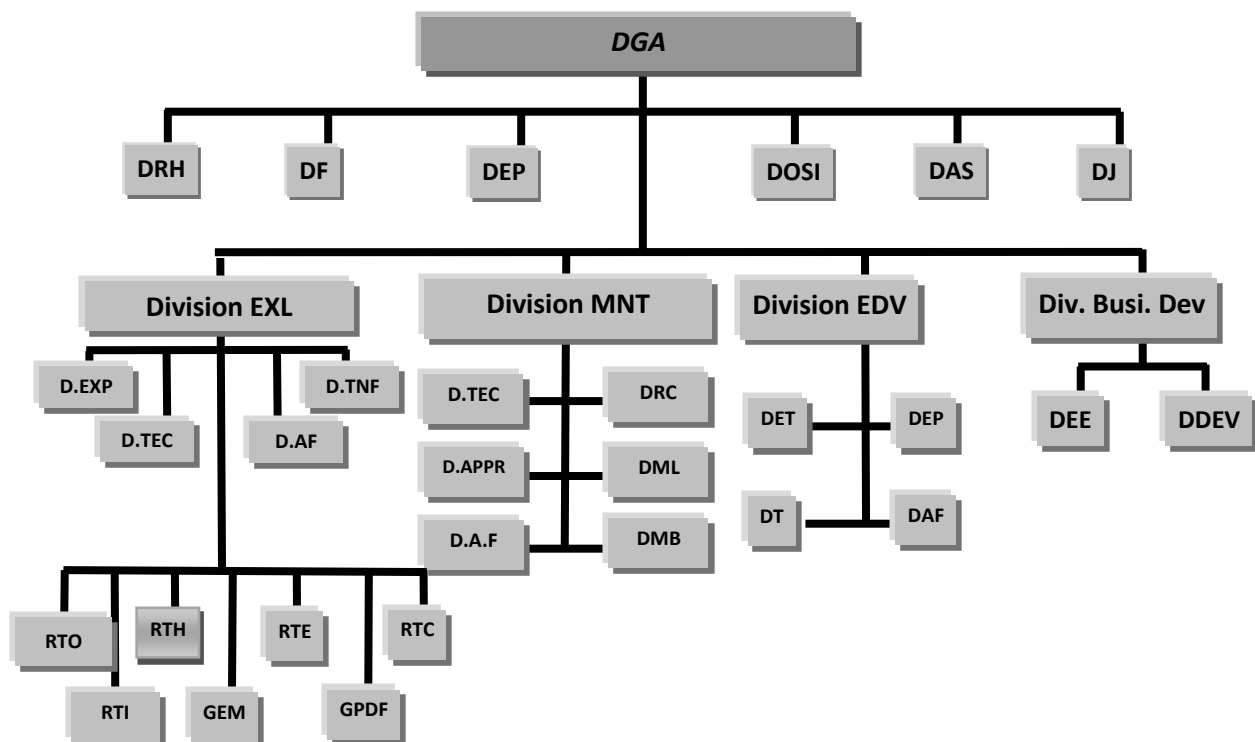 DGA
DRH
DF
DEP
DOSI
DAS
DJ
Division EXL
Division MNT
Division EDV
Div. Busi. Dev
D.EXP
D.TNF
D.TEC
D.AF
D.TEC
DRC
D.APPR
DML
D.A.F
DMB
DET
DEP
DT
DAF
DEE
DDEV
RTO
RTH
RTE
RTC
RTI
GEM
GPDF